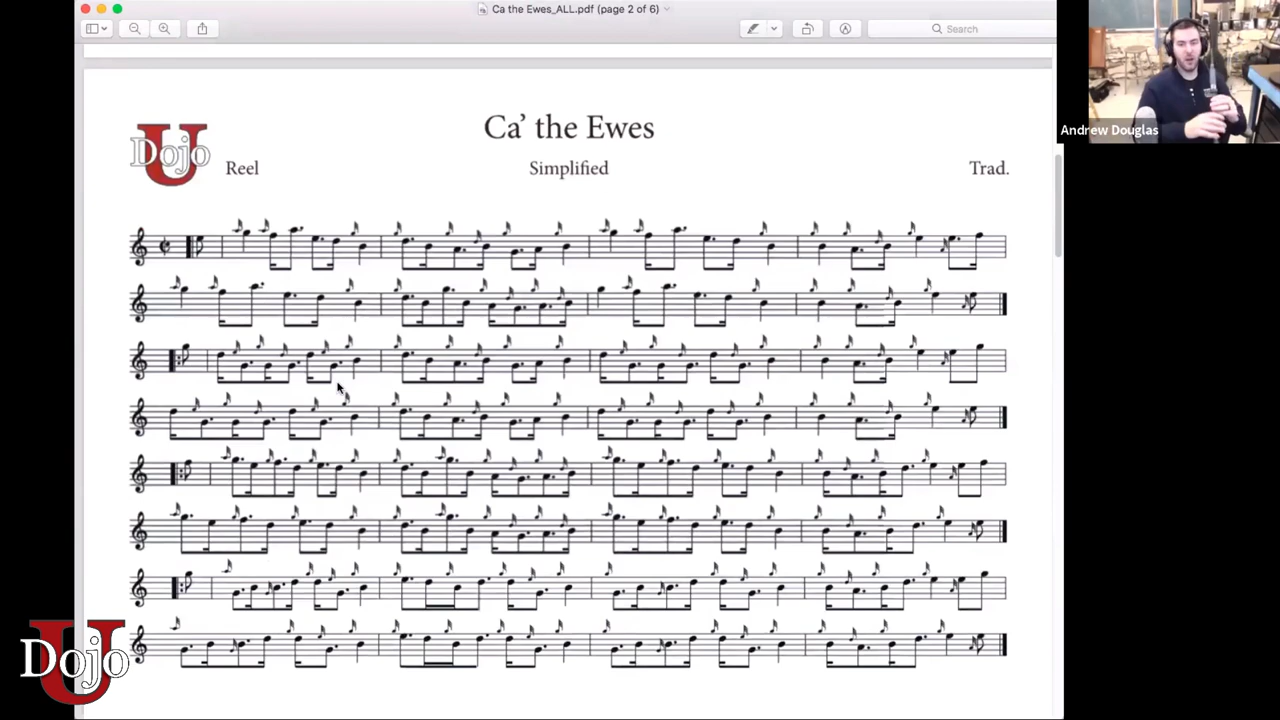 Ca the Ewes_ALL.pdf (page 2 of 6)
Search
Andrew Douglas
Ca’ the Ewes
U
Dojo
Reel
Simplified
Trad.
U
Dojo